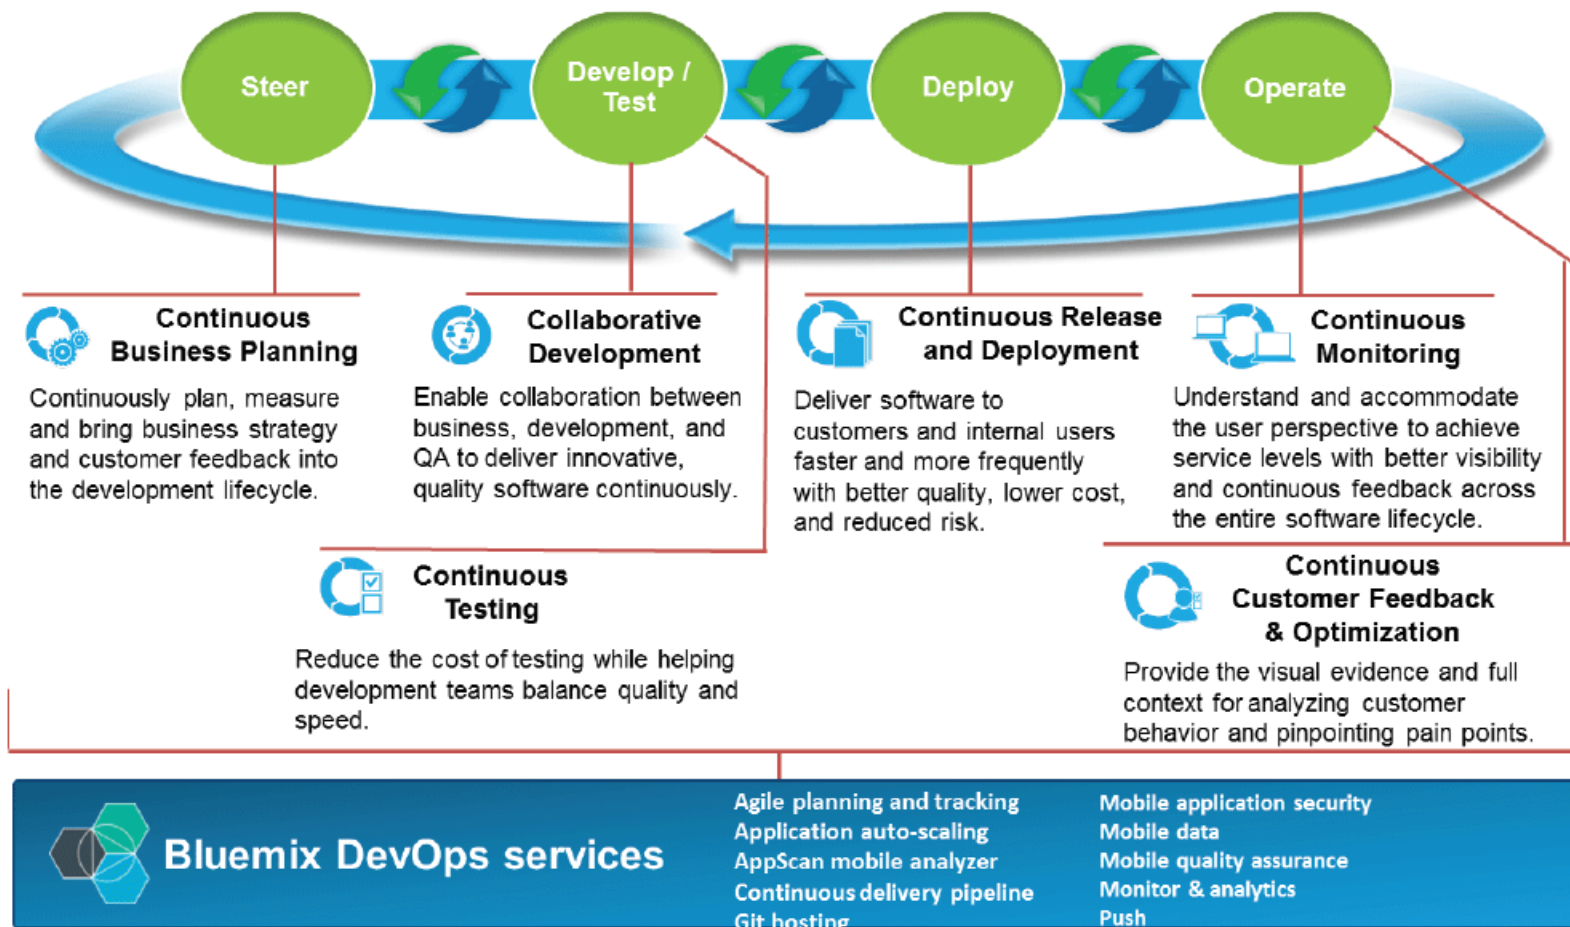 Steer
Develop /
Test
Deploy
Operate
Continuous
Business Planning
Continuously plan, measure
and bring business strategy
and customer feedback into
the development lifecycle.
Collaborative
Development
Enable collaboration between
business, development, and
QA to deliver innovative,
quality software continuously.
Continuous Release
and Deployment
Deliver software to
customers and internal users
faster and more frequently
with better quality, lower cost,
and reduced risk.
Continuous
Monitoring
Understand and accommodate
the user perspective to achieve
service levels with better visibility
and continuous feedback across
the entire software lifecycle.
Continuous
Testing
Reduce the cost of testing while helping
development teams balance quality and
speed.
Continuous
Customer Feedback
& Optimization
Provide the visual evidence and full
context for analyzing customer
behavior and pinpointing pain points.
Bluemix DevOps services
Agile planning and tracking
Application auto-scaling
AppScan mobile analyzer
Continuous delivery pipeline
Git hosting
Mobile application security
Mobile data
Mobile quality assurance
Monitor & analytics
Push